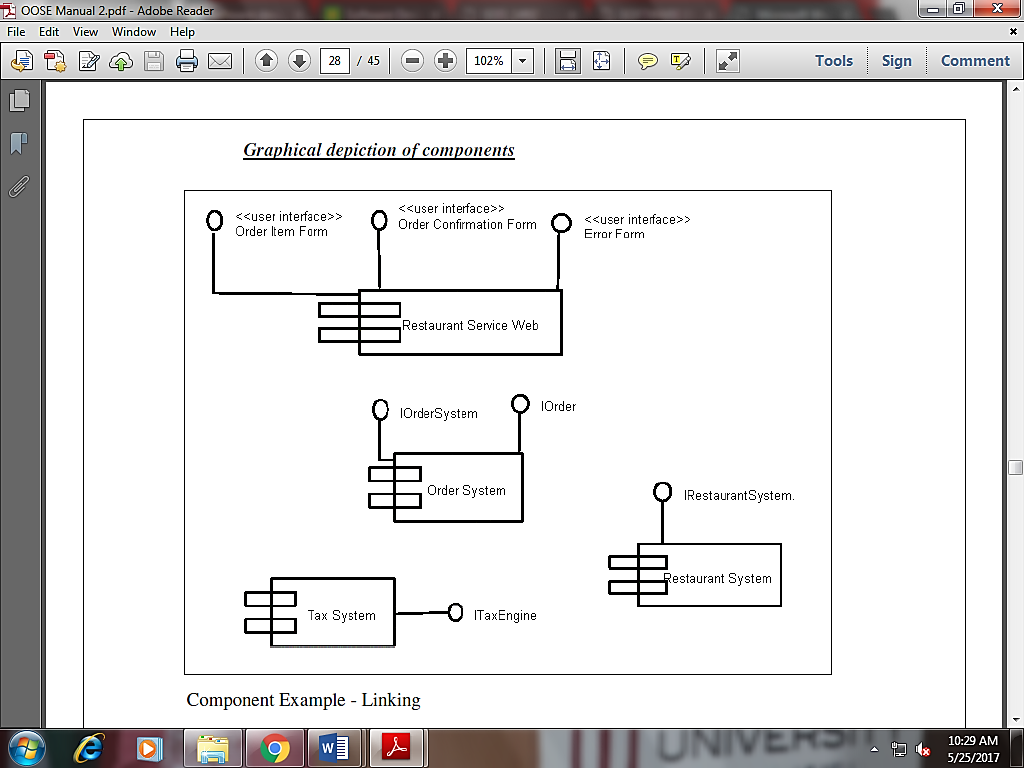 OOSE Manual 2.pdf - Adobe Reader
File Edit View Window Help
28 / 45
102%
Tools
Sign
Comment
Graphical depiction of components
<<user interface>>
Order Item Form
<<user interface>>
Order Confirmation Form
<<user interface>>
Error Form
Restaurant Service Web
IOrderSystem
IOrder
Order System
IRestaurantSystem.
Restaurant System
Tax System
ITaxEngine
Component Example - Linking
UNIVERSI
10:29 AM
5/25/2017